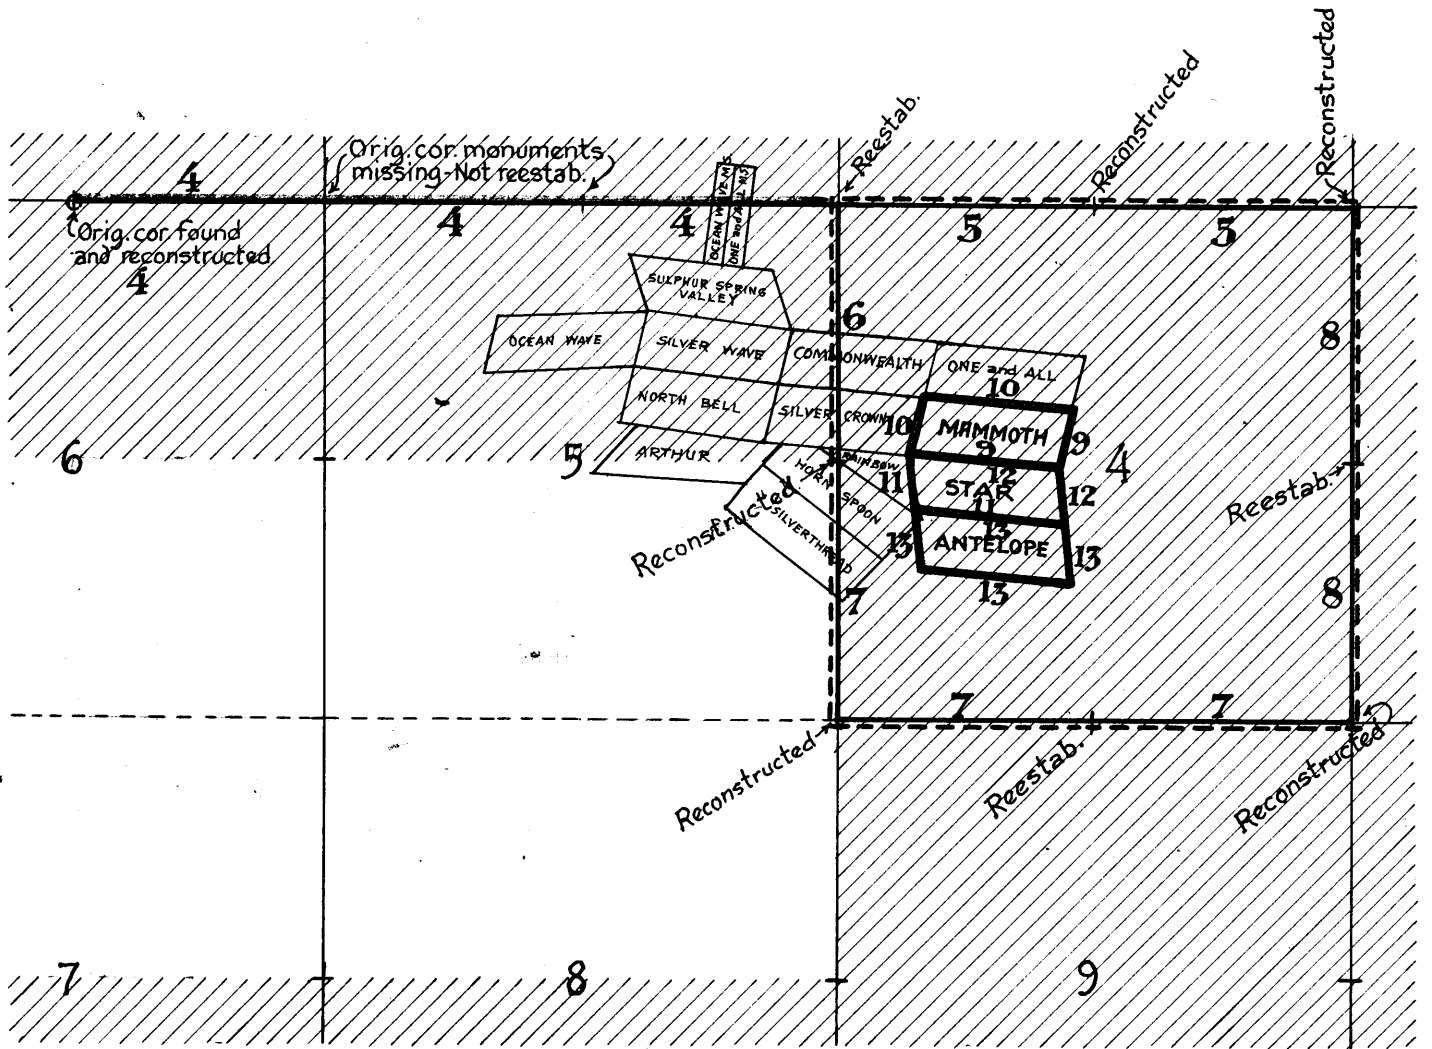 Reestab.
Reconstructed
Reconstructed
4
Orig. cor. monuments
missing-Not reestab.
4
4
5
5
Orig. cor. found
and reconstructed.
4
OCEAN WAVE M.S.
ONE and ALL M.S.
SULPHUR SPRING
VALLEY
6
8
OCEAN WAVE
SILVER WAVE
COMMONWEALTH
ONE and ALL
10
NORTH BELL
SILVER CROWN
10
MAMMOTH
9
9
6
5
ARTHUR
HORN SPOON
RAINBOW
11
12
STAR
11
12
4
Reestab.
Reconstructed
SILVERTHREAD
13
13
ANTELOPE
13
13
7
8
7
7
Reconstructed
Reestab.
Reconstructed
7
8
9